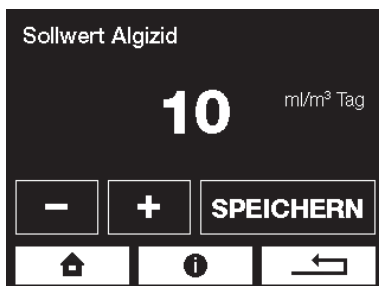 Sollwert Algizid
10 ml/m³ Tag
− + SPEICHERN